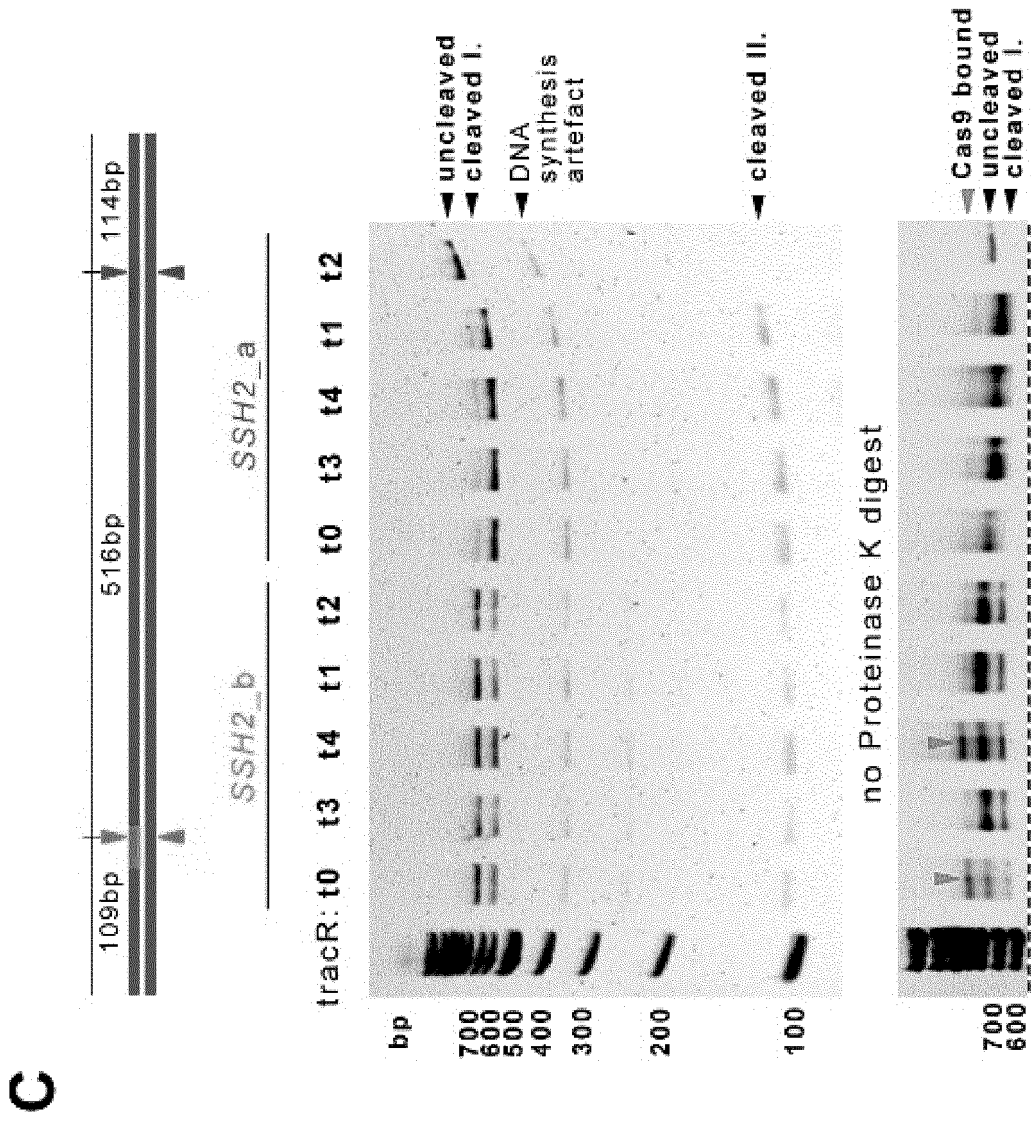 C
109bp 516bp 114bp
SSH2_b SSH2_a
tracR: t0 t3 t4 t1 t2 t0 t3 t4 t1 t2
bp
700
600
500
400
300
200
100
uncleaved
cleaved I.
DNA
synthesis
artefact
cleaved II.
no Proteinase K digest
700
600
Cas9 bound
uncleaved
cleaved I.